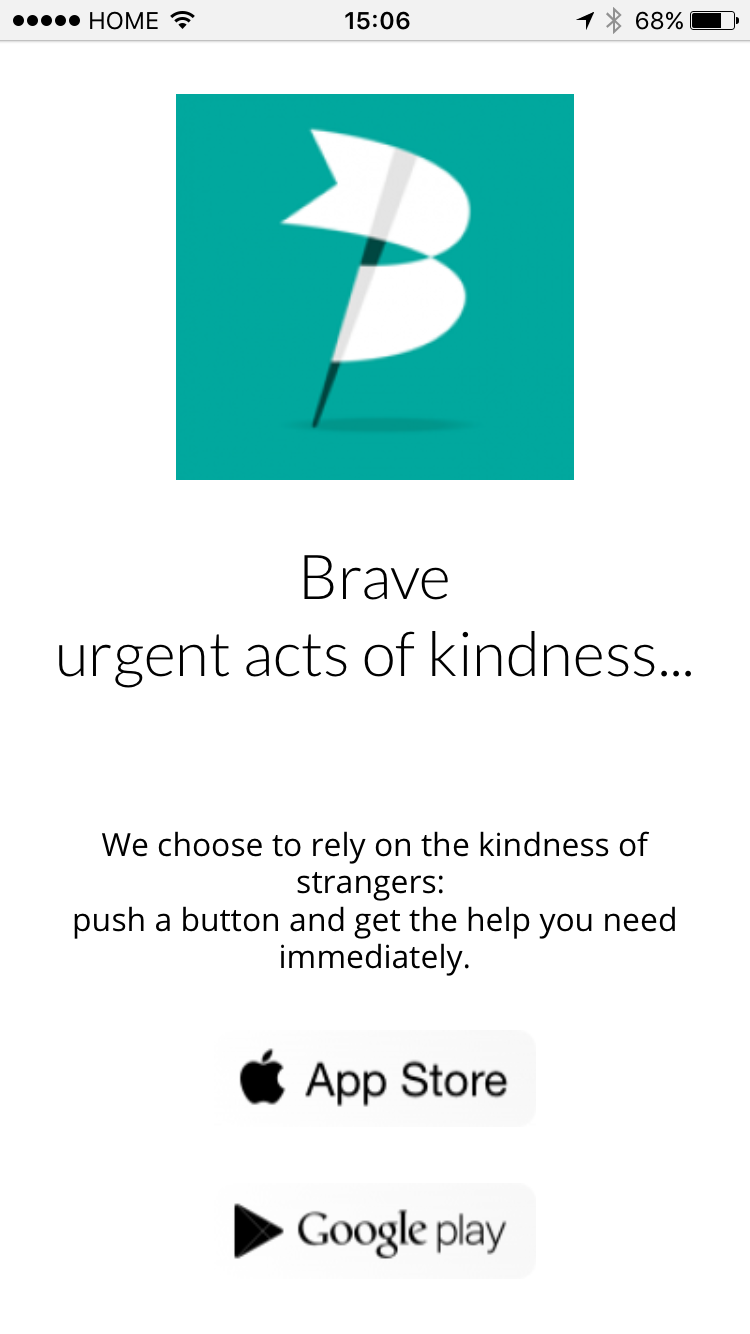 HOME 15:06 68%
B
Brave
urgent acts of kindness...
We choose to rely on the kindness of
strangers:
push a button and get the help you need
immediately.
App Store
Google play